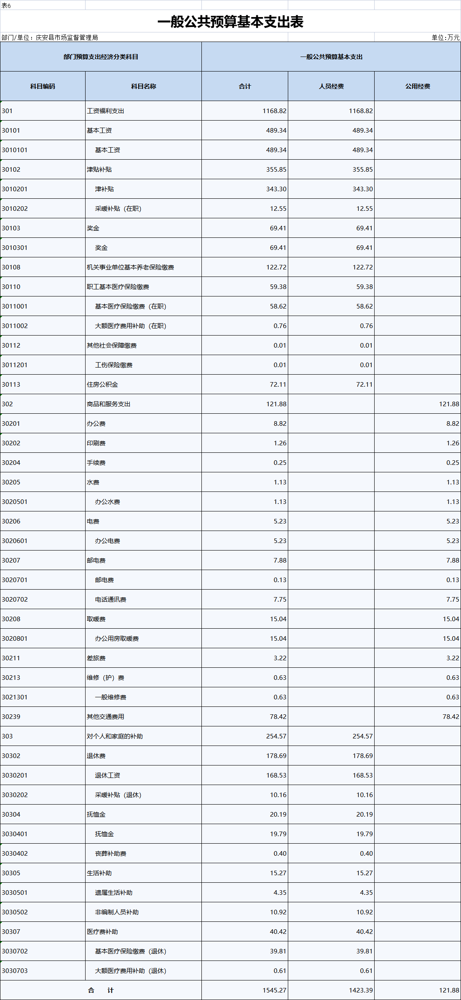 表6
一般公共预算基本支出表
部门/单位：庆安县市场监督管理局 单位:万元
部门预算支出经济分类科目 一般公共预算基本支出
科目编码 科目名称 合计 人员经费 公用经费
301 工资福利支出 1168.82 1168.82
30101 基本工资 489.34 489.34
3010101 基本工资 489.34 489.34
30102 津贴补贴 355.85 355.85
3010201 津补贴 343.30 343.30
3010202 采暖补贴（在职） 12.55 12.55
30103 奖金 69.41 69.41
3010301 奖金 69.41 69.41
30108 机关事业单位基本养老保险缴费 122.72 122.72
30110 职工基本医疗保险缴费 59.38 59.38
3011001 基本医疗保险缴费（在职） 58.62 58.62
3011002 大额医疗费用补助（在职） 0.76 0.76
30112 其他社会保障缴费 0.01 0.01
3011201 工伤保险缴费 0.01 0.01
30113 住房公积金 72.11 72.11
302 商品和服务支出 121.88 121.88
30201 办公费 8.82 8.82
30202 印刷费 1.26 1.26
30204 手续费 0.25 0.25
30205 水费 1.13 1.13
3020501 办公水费 1.13 1.13
30206 电费 5.23 5.23
3020601 办公电费 5.23 5.23
30207 邮电费 7.88 7.88
3020701 邮电费 0.13 0.13
3020702 电话通讯费 7.75 7.75
30208 取暖费 15.04 15.04
3020801 办公用房取暖费 15.04 15.04
30211 差旅费 3.22 3.22
30213 维修（护）费 0.63 0.63
3021301 一般维修费 0.63 0.63
30239 其他交通费用 78.42 78.42
303 对个人和家庭的补助 254.57 254.57
30302 退休费 178.69 178.69
3030201 退休工资 168.53 168.53
3030202 采暖补贴（退休） 10.16 10.16
30304 抚恤金 20.19 20.19
3030401 抚恤金 19.79 19.79
3030402 丧葬补助费 0.40 0.40
30305 生活补助 15.27 15.27
3030501 遗属生活补助 4.35 4.35
3030502 非编制人员补助 10.92 10.92
30307 医疗费补助 40.42 40.42
3030702 基本医疗保险缴费（退休） 39.81 39.81
3030703 大额医疗费用补助（退休） 0.61 0.61
合 计 1545.27 1423.39 121.88